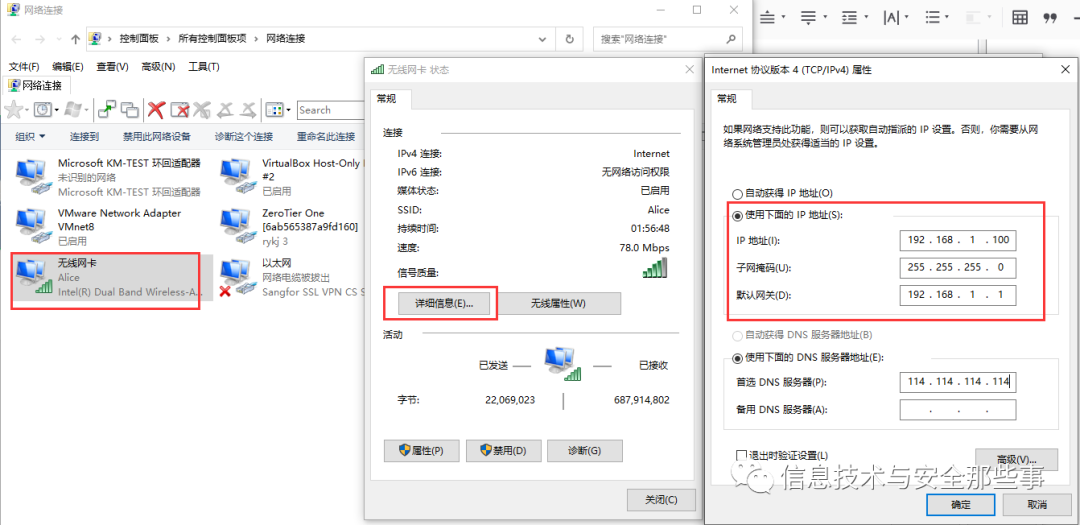 网络连接
控制面板 › 所有控制面板项 › 网络连接
搜索"网络连接"
文件(F) 编辑(E) 查看(V) 高级(N) 工具(T)
网络连接
Search
组织 连接到 禁用此网络设备 诊断这个连接 重命名此连接
Microsoft KM-TEST 环回适配器
未识别的网络
Microsoft KM-TEST 环回适配器
VirtualBox Host-Only
#2
已启用
VMware Network Adapter
VMnet8
已启用
ZeroTier One
[6ab565387a9fd160]
rykj 3
无线网卡
Alice
Intel(R) Dual Band Wireless-A...
以太网
网络电缆被拔出
Sangfor SSL VPN CS S
无线网卡 状态
常规
连接
IPv4 连接: Internet
IPv6 连接: 无网络访问权限
媒体状态: 已启用
SSID: Alice
持续时间: 01:56:48
速度: 78.0 Mbps
信号质量:
详细信息(E)... 无线属性(W)
活动
已发送 — — 已接收
字节: 22,069,023 | 687,914,802
属性(P) 禁用(D) 诊断(G)
关闭(C)
Internet 协议版本 4 (TCP/IPv4) 属性
常规
如果网络支持此功能，则可以获取自动指派的 IP 设置。否则，你需要从网
络系统管理员处获得适当的 IP 设置。
自动获得 IP 地址(O)
使用下面的 IP 地址(S):
IP 地址(I): 192 . 168 . 1 . 100
子网掩码(U): 255 . 255 . 255 . 0
默认网关(D): 192 . 168 . 1 . 1
自动获得 DNS 服务器地址(B)
使用下面的 DNS 服务器地址(E):
首选 DNS 服务器(P): 114 . 114 . 114 . 114
备用 DNS 服务器(A): . . .
退出时验证设置(L)
高级(V)...
信息技术与安全那些事
确定 取消